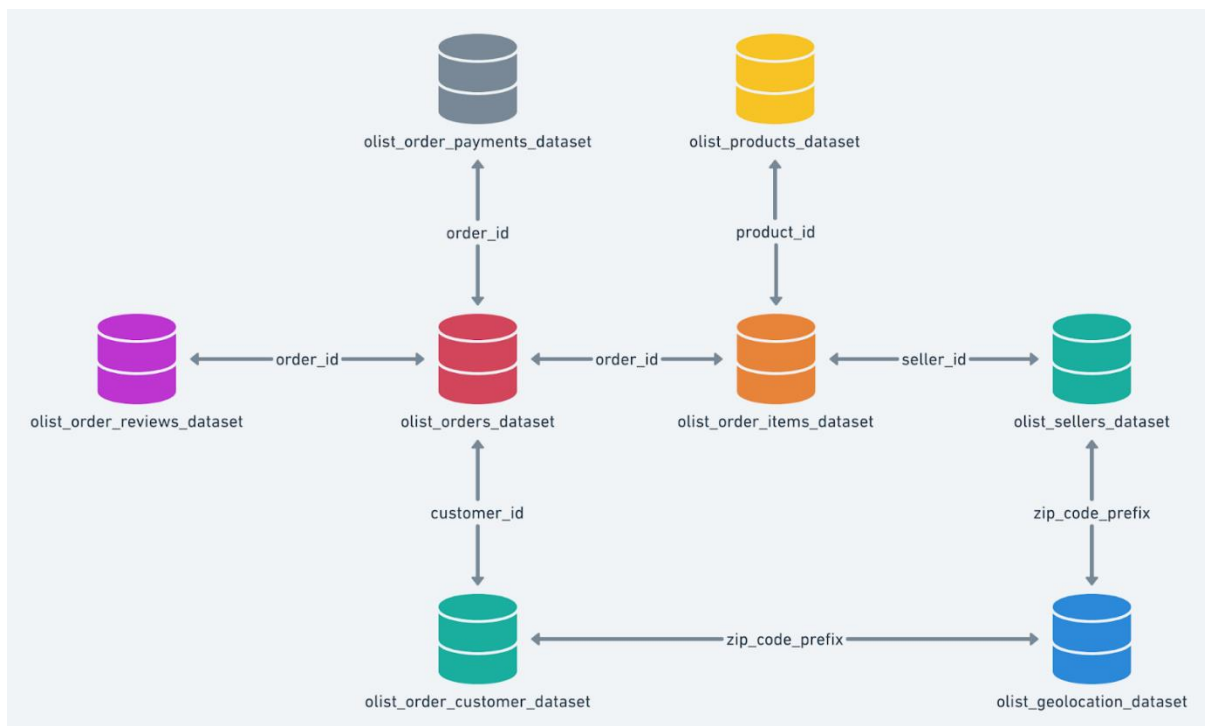 olist_order_payments_dataset
olist_products_dataset
order_id
product_id
order_id
order_id
seller_id
olist_order_reviews_dataset
olist_orders_dataset
olist_order_items_dataset
olist_sellers_dataset
customer_id
zip_code_prefix
zip_code_prefix
olist_order_customer_dataset
olist_geolocation_dataset